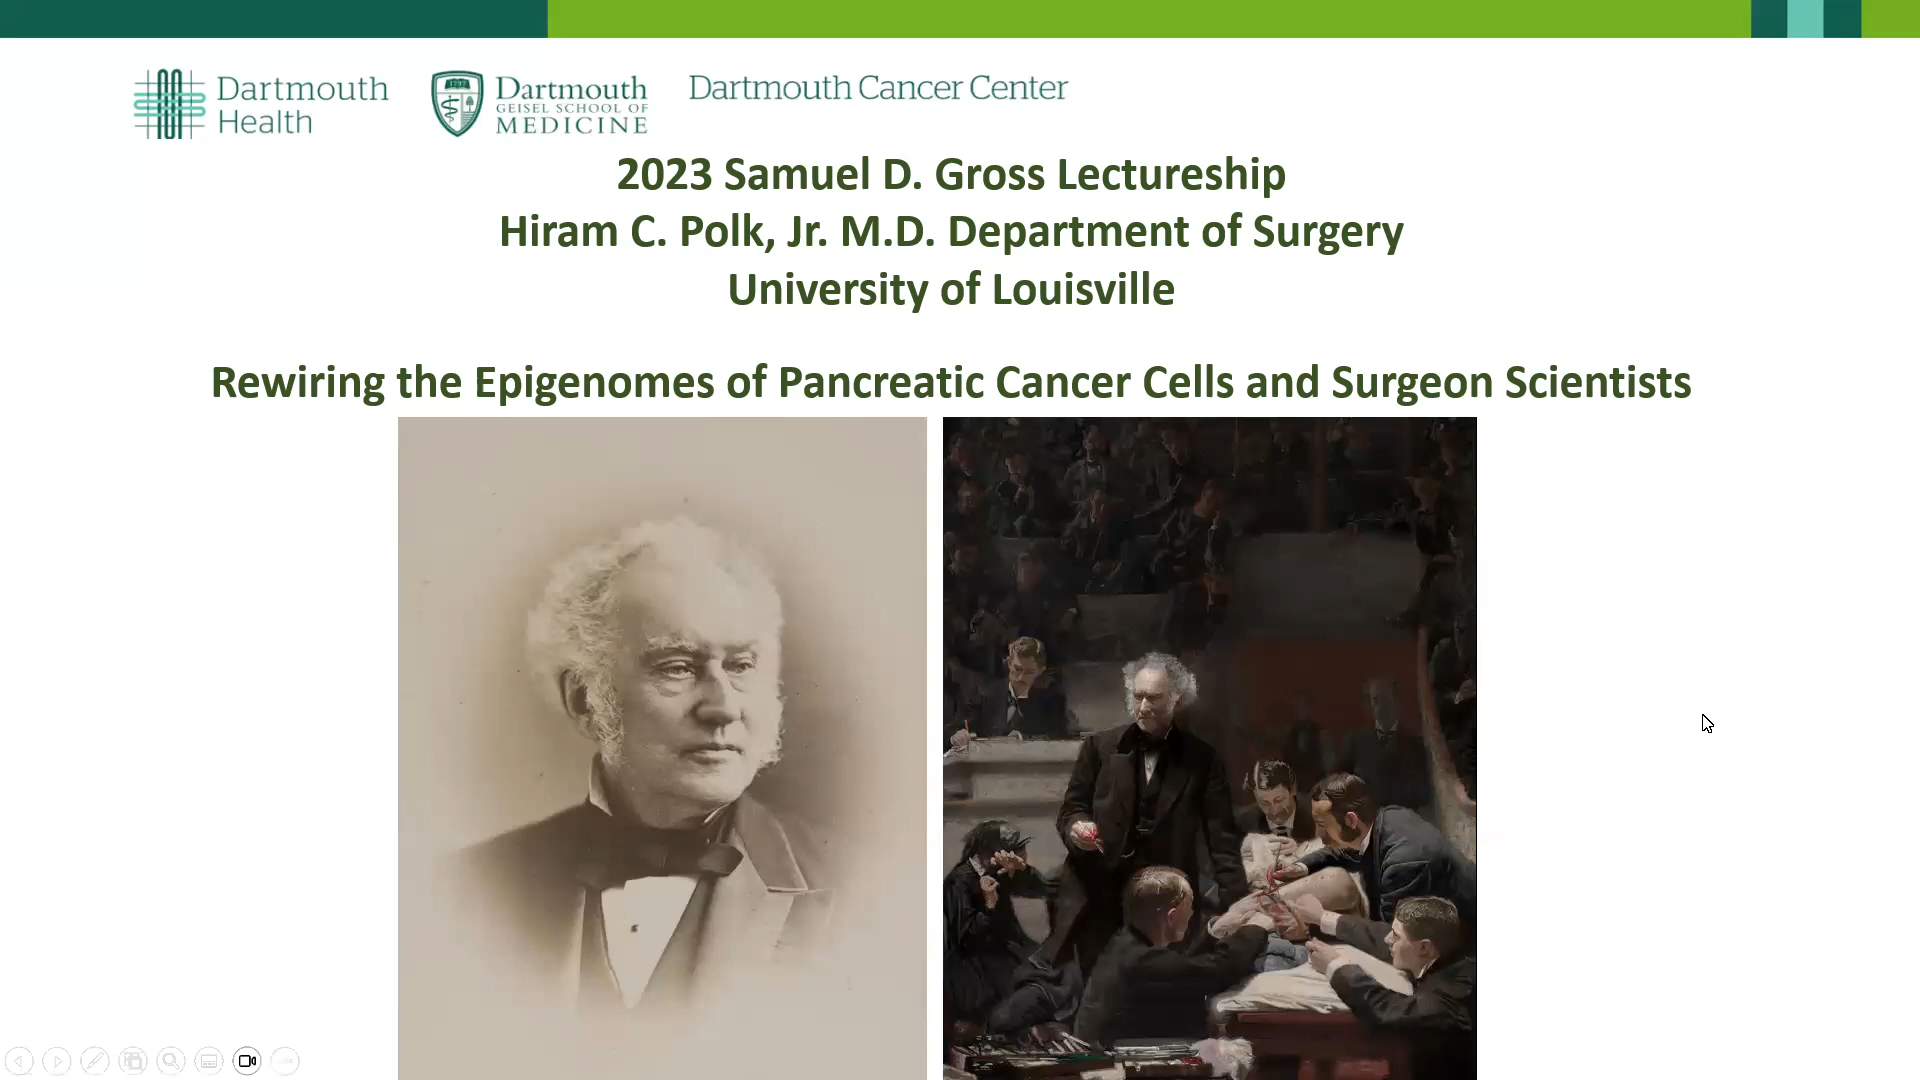 Dartmouth
Health
Dartmouth
GEISEL SCHOOL OF
MEDICINE
Dartmouth Cancer Center
2023 Samuel D. Gross Lectureship
Hiram C. Polk, Jr. M.D. Department of Surgery
University of Louisville
Rewiring the Epigenomes of Pancreatic Cancer Cells and Surgeon Scientists